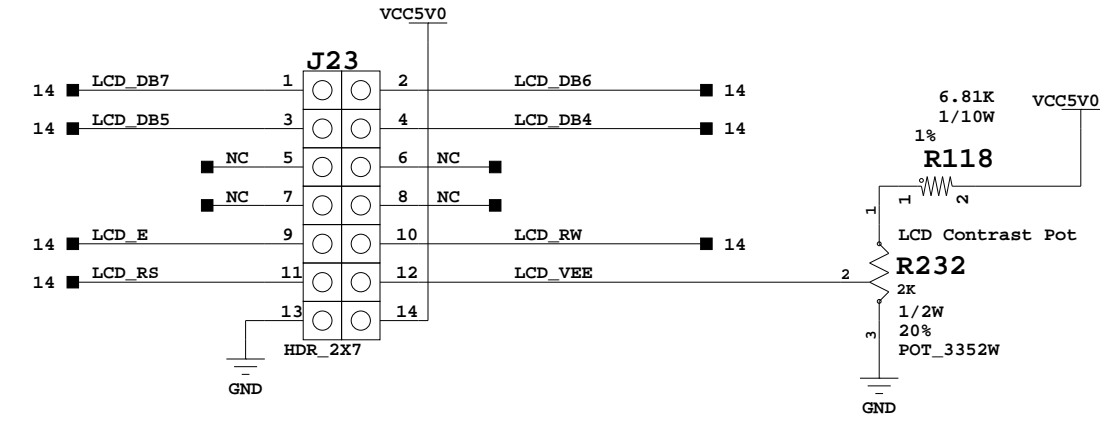 VCC5V0
J23
14 LCD_DB7 1 2 LCD_DB6 14
14 LCD_DB5 3 4 LCD_DB4 14
NC 5 6 NC
NC 7 8 NC
14 LCD_E 9 10 LCD_RW 14
14 LCD_RS 11 12 LCD_VEE 2
13 14
HDR_2X7
GND
6.81K
1/10W
1%
R118
VCC5V0
1 2
1
LCD Contrast Pot
R232
2K
1/2W
20%
POT_3352W
3
GND